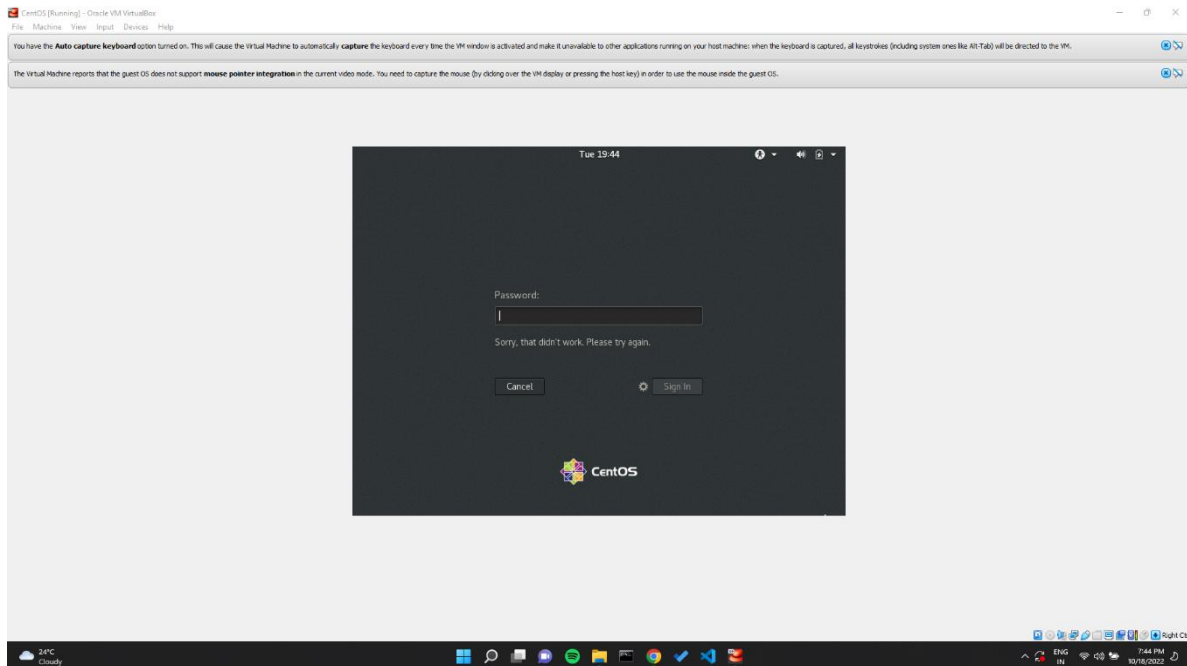 CentOS [Running] - Oracle VM VirtualBox
File Machine View Input Devices Help
You have the Auto capture keyboard option turned on. This will cause the Virtual Machine to automatically capture the keyboard every time the VM window is activated and make it unavailable to other applications running on your host machine: when the keyboard is captured, all keystrokes (including system ones like Alt-Tab) will be directed to the VM.
The Virtual Machine reports that the guest OS does not support mouse pointer integration in the current video mode. You need to capture the mouse (by clicking over the VM display or pressing the host key) in order to use the mouse inside the guest OS.
Tue 19:44
Password:
Sorry, that didn't work. Please try again.
Cancel Sign In
CentOS
Right Ct
24°C
Cloudy
ENG
IN
7:44 PM
10/18/2022